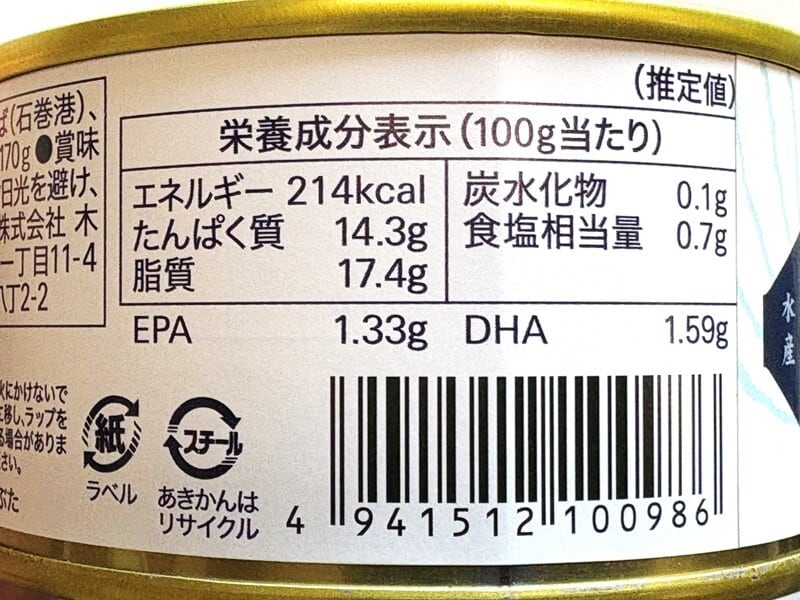 ば(石巻港)、
170g ●賞味
日光を避け、
株式会社 木
一丁目11-4
八丁2-2
(推定値)
栄養成分表示(100g当たり)
エネルギー 214kcal
たんぱく質 14.3g
脂質 17.4g
炭水化物 0.1g
食塩相当量 0.7g
EPA 1.33g DHA 1.59g
水産
火にかけないで
に移し、ラップを
る場合がありま
さい。
ぶた
紙
ラベル
スチール
あきかんは
リサイクル
4 941512 100986